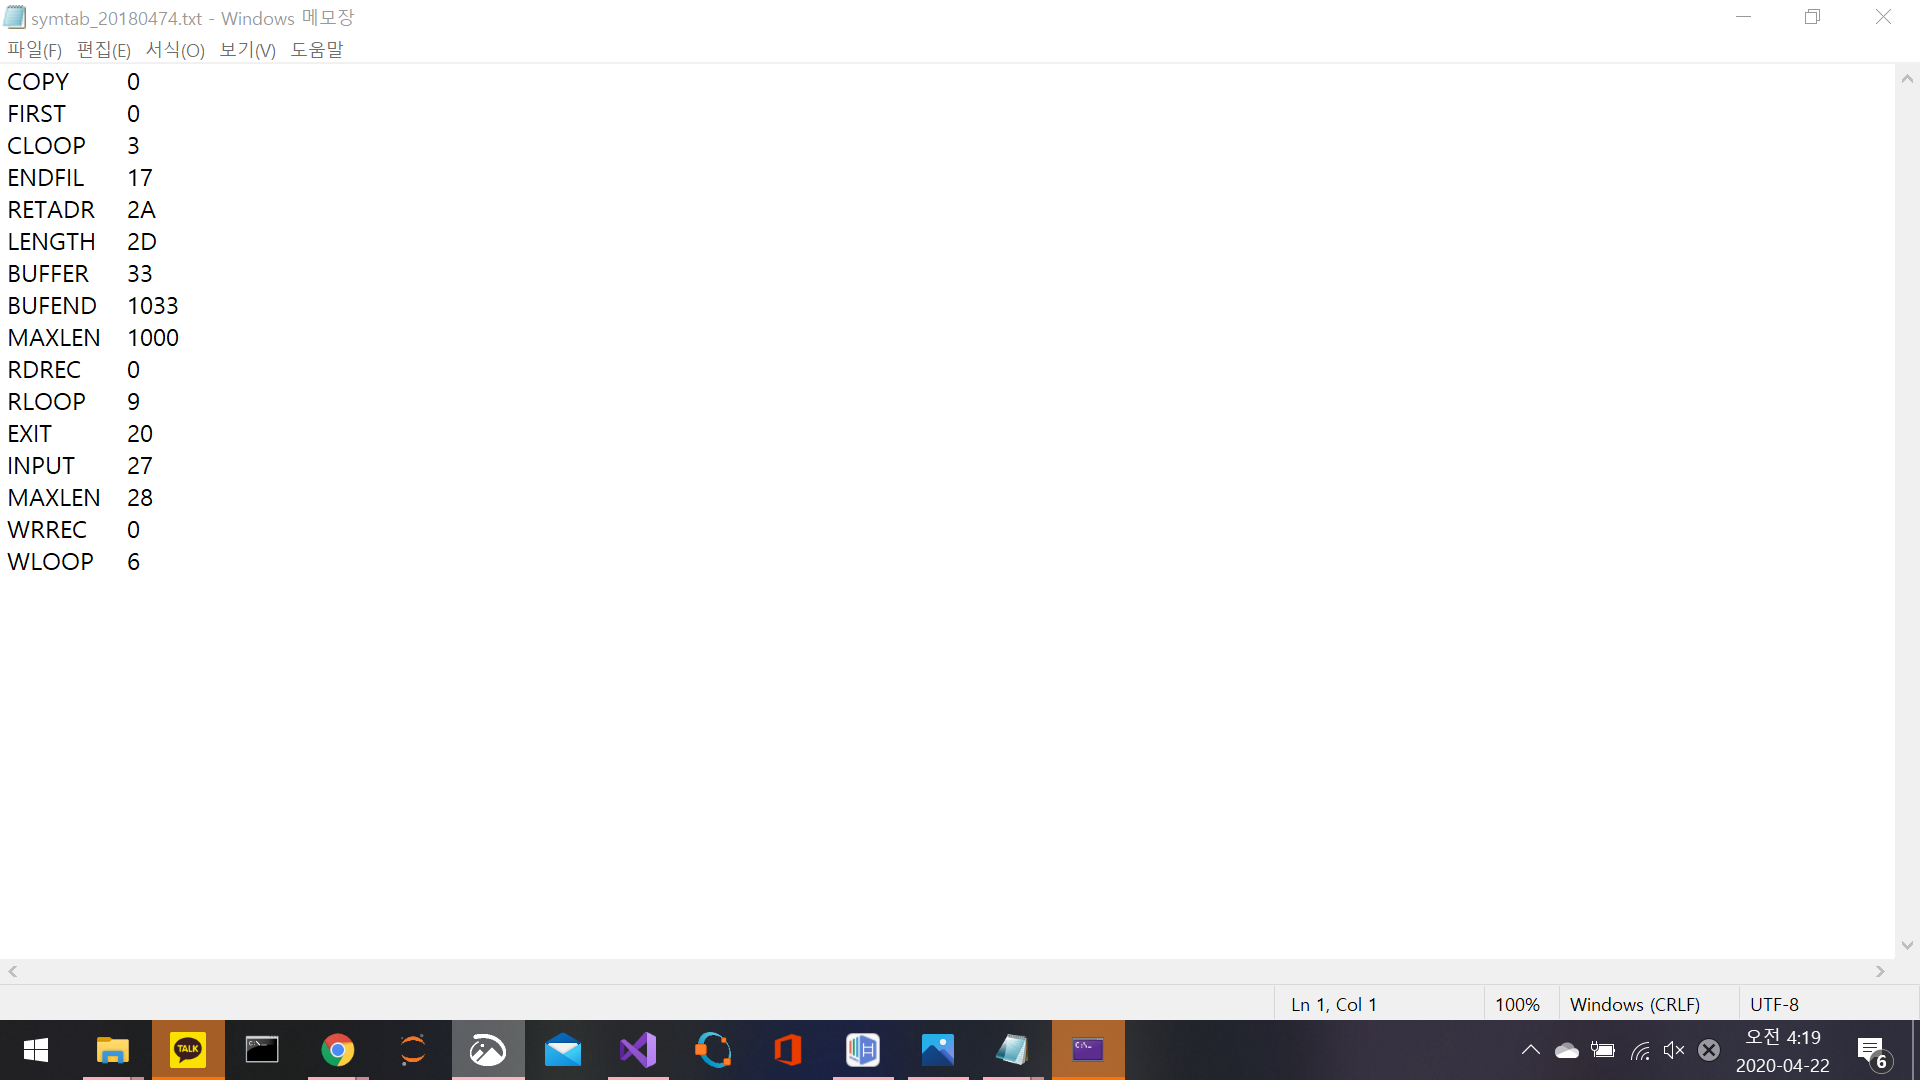 symtab_20180474.txt - Windows 메모장
파일(F) 편집(E) 서식(O) 보기(V) 도움말
COPY 0
FIRST 0
CLOOP 3
ENDFIL 17
RETADR 2A
LENGTH 2D
BUFFER 33
BUFEND 1033
MAXLEN 1000
RDREC 0
RLOOP 9
EXIT 20
INPUT 27
MAXLEN 28
WRREC 0
WLOOP 6
Ln 1, Col 1 100% Windows (CRLF) UTF-8
TALK
오전 4:19
2020-04-22
6